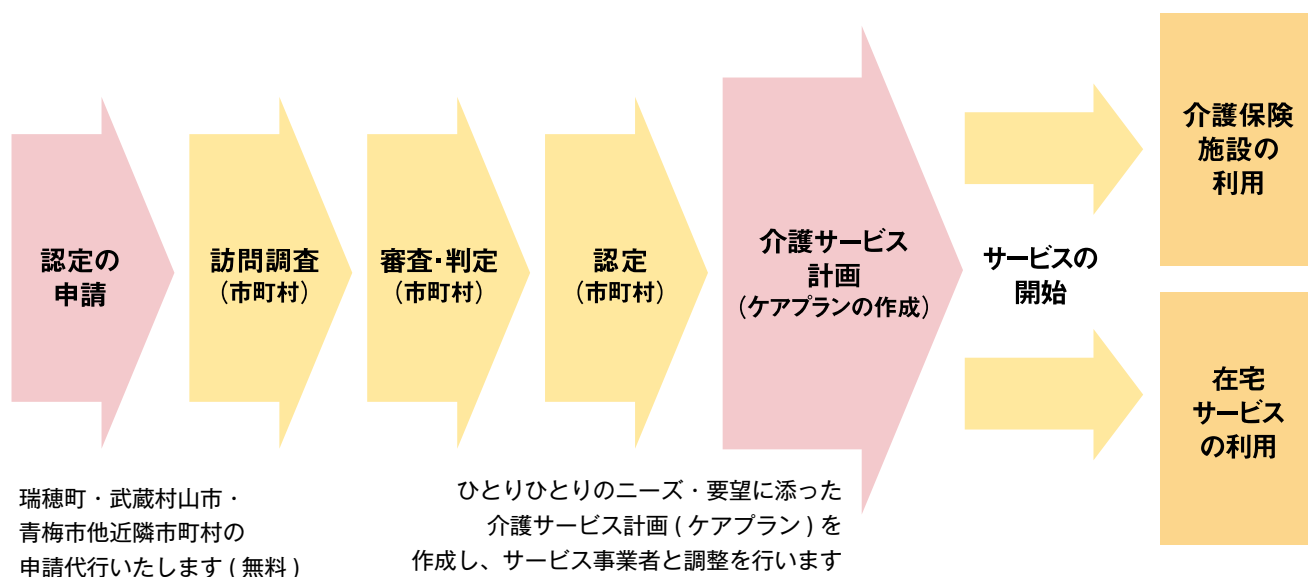 認定の
申請
訪問調査
（市町村）
審査・判定
（市町村）
認定
（市町村）
介護サービス
計画
（ケアプランの作成）
サービスの
開始
介護保険
施設の
利用
在宅
サービス
の利用
瑞穂町・武蔵村山市・
青梅市他近隣市町村の
申請代行いたします ( 無料 )
ひとりひとりのニーズ・要望に添った
介護サービス計画 ( ケアプラン ) を
作成し、サービス事業者と調整を行います